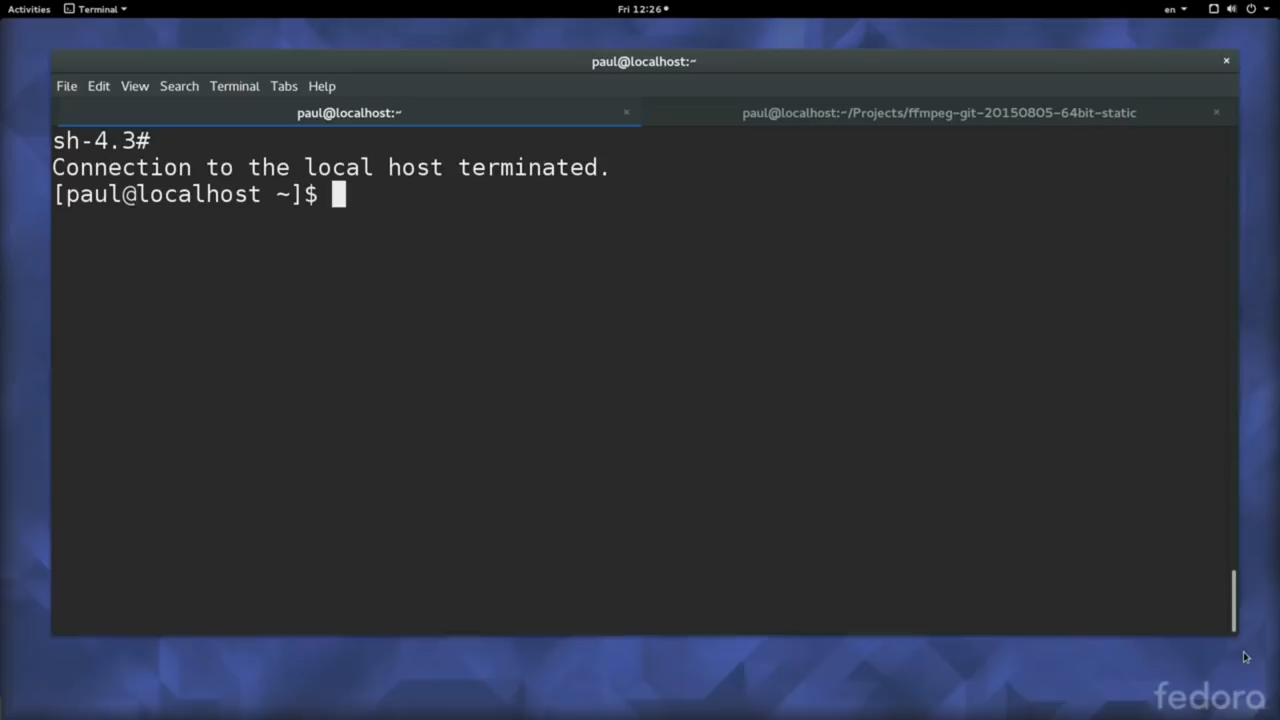 Activities Terminal Fri 12:26 en
paul@localhost:~
File Edit View Search Terminal Tabs Help
paul@localhost:~ paul@localhost:~/Projects/ffmpeg-git-20150805-64bit-static
sh-4.3#
Connection to the local host terminated.
[paul@localhost ~]$
fedora